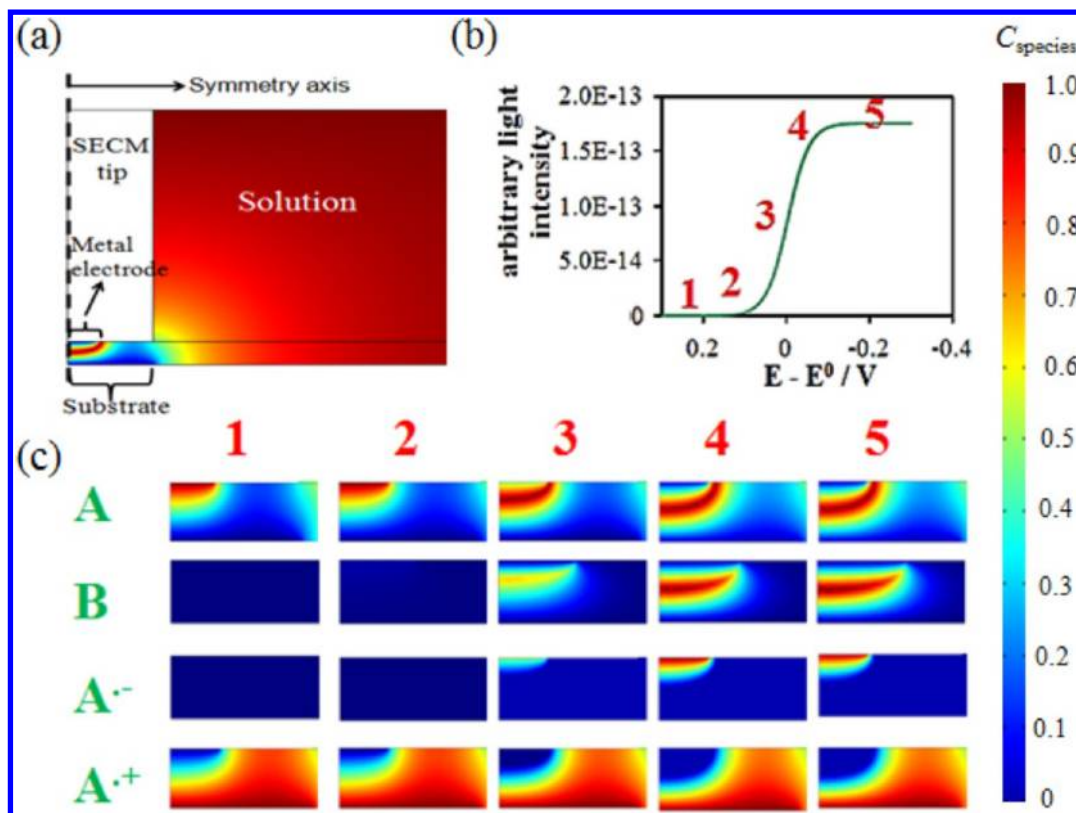 (a)
Symmetry axis
SECM
tip
Solution
Metal
electrode
Substrate
(b)
arbitrary light
intensity
2.0E-13
1.5E-13
1.0E-13
5.0E-14
0
0.2 0 -0.2 -0.4
E - E⁰ / V
1
2
3
4
5
(c)
1 2 3 4 5
A
B
A·-
A·+
Cspecies
1.0
0.9
0.8
0.7
0.6
0.5
0.4
0.3
0.2
0.1
0